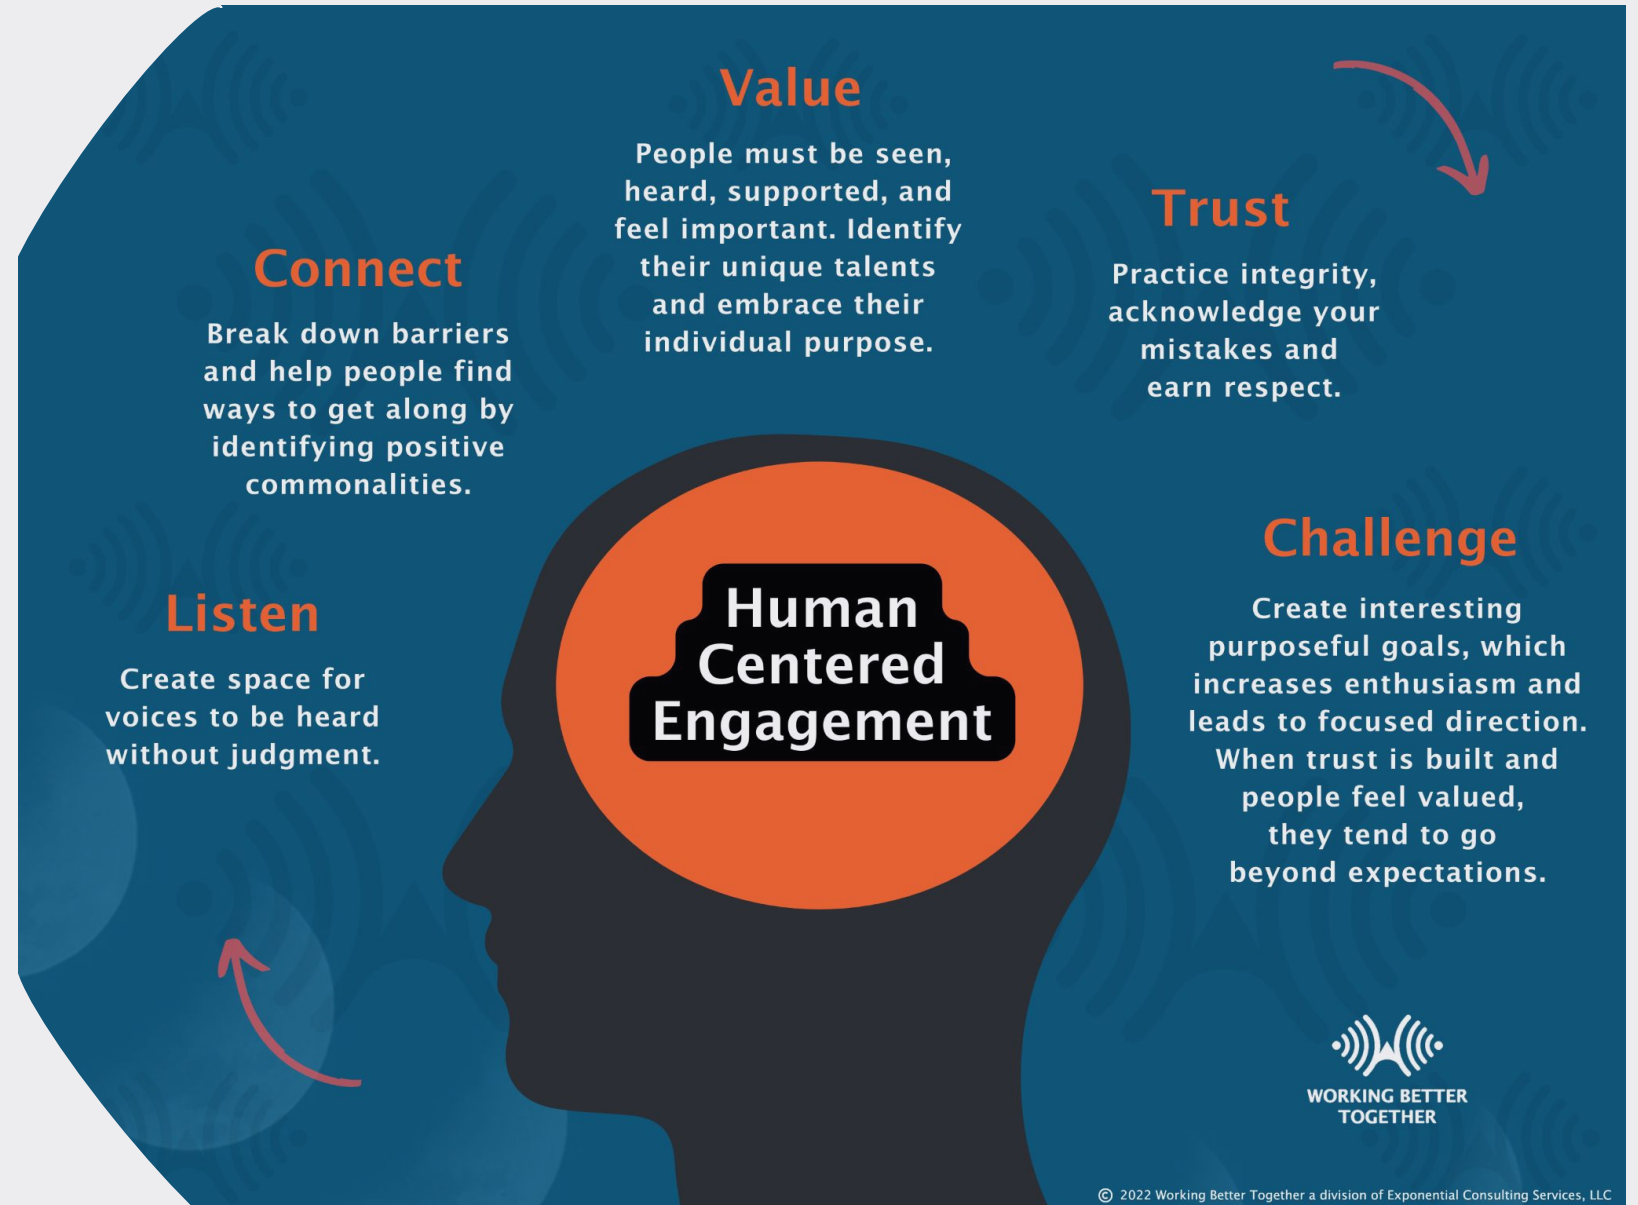 Value
People must be seen,
heard, supported, and
feel important. Identify
their unique talents
and embrace their
individual purpose.
Trust
Practice integrity,
acknowledge your
mistakes and
earn respect.
Connect
Break down barriers
and help people find
ways to get along by
identifying positive
commonalities.
Challenge
Create interesting
purposeful goals, which
increases enthusiasm and
leads to focused direction.
When trust is built and
people feel valued,
they tend to go
beyond expectations.
Listen
Create space for
voices to be heard
without judgment.
Human
Centered
Engagement
WORKING BETTER
TOGETHER
© 2022 Working Better Together a division of Exponential Consulting Services, LLC